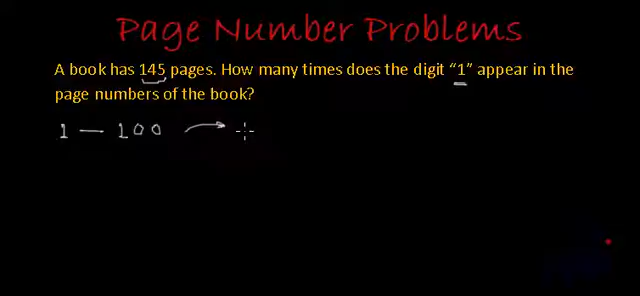 Page Number Problems
A book has 145 pages. How many times does the digit “1” appear in the
page numbers of the book?
1 — 100 →